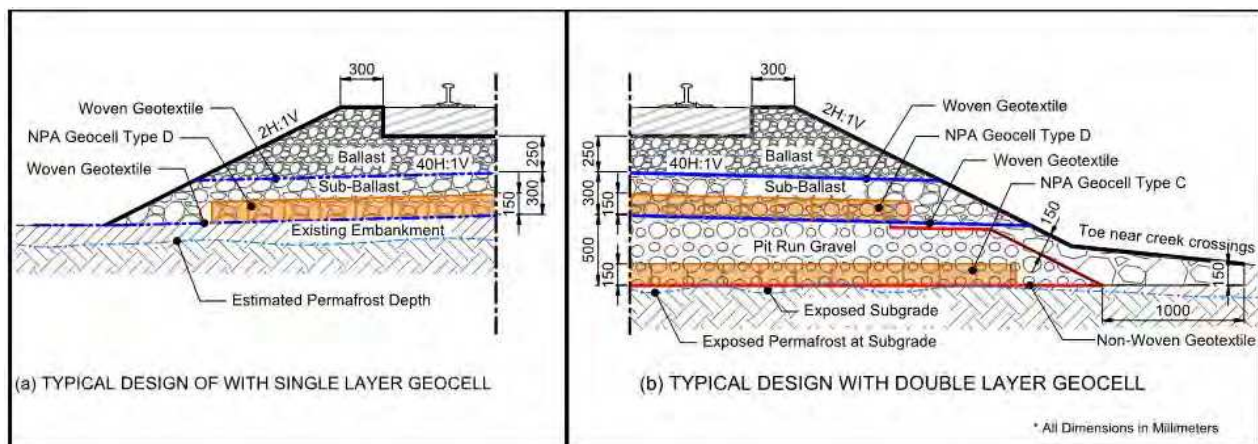 300
Woven Geotextile
2H:1V
NPA Geocell Type D
Woven Geotextile
Ballast
40H:1V
250
Sub-Ballast
300
150
Existing Embankment
Estimated Permafrost Depth
(a) TYPICAL DESIGN OF WITH SINGLE LAYER GEOCELL
300
2H:1V
Woven Geotextile
NPA Geocell Type D
Woven Geotextile
NPA Geocell Type C
250
40H:1V
Ballast
300
Sub-Ballast
150
150
Toe near creek crossings
500
Pit Run Gravel
150
150
1000
Exposed Subgrade
Non-Woven Geotextile
Exposed Permafrost at Subgrade
(b) TYPICAL DESIGN WITH DOUBLE LAYER GEOCELL
* All Dimensions in Millimeters